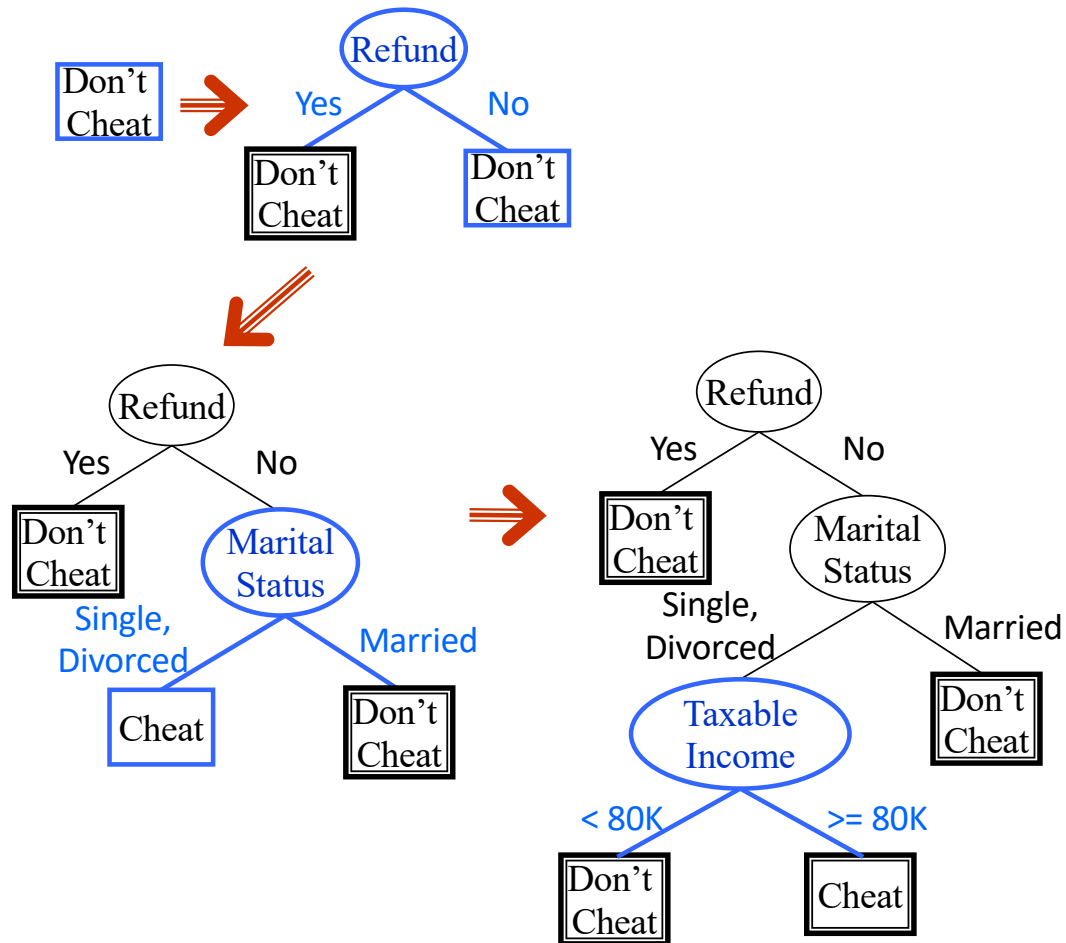 Refund
Don’t
Cheat
Yes
No
Don’t
Cheat
Don’t
Cheat
Refund
Yes
No
Don’t
Cheat
Marital
Status
Single,
Divorced
Married
Cheat
Don’t
Cheat
Refund
Yes
No
Don’t
Cheat
Marital
Status
Single,
Divorced
Married
Taxable
Income
Don’t
Cheat
< 80K
>= 80K
Don’t
Cheat
Cheat